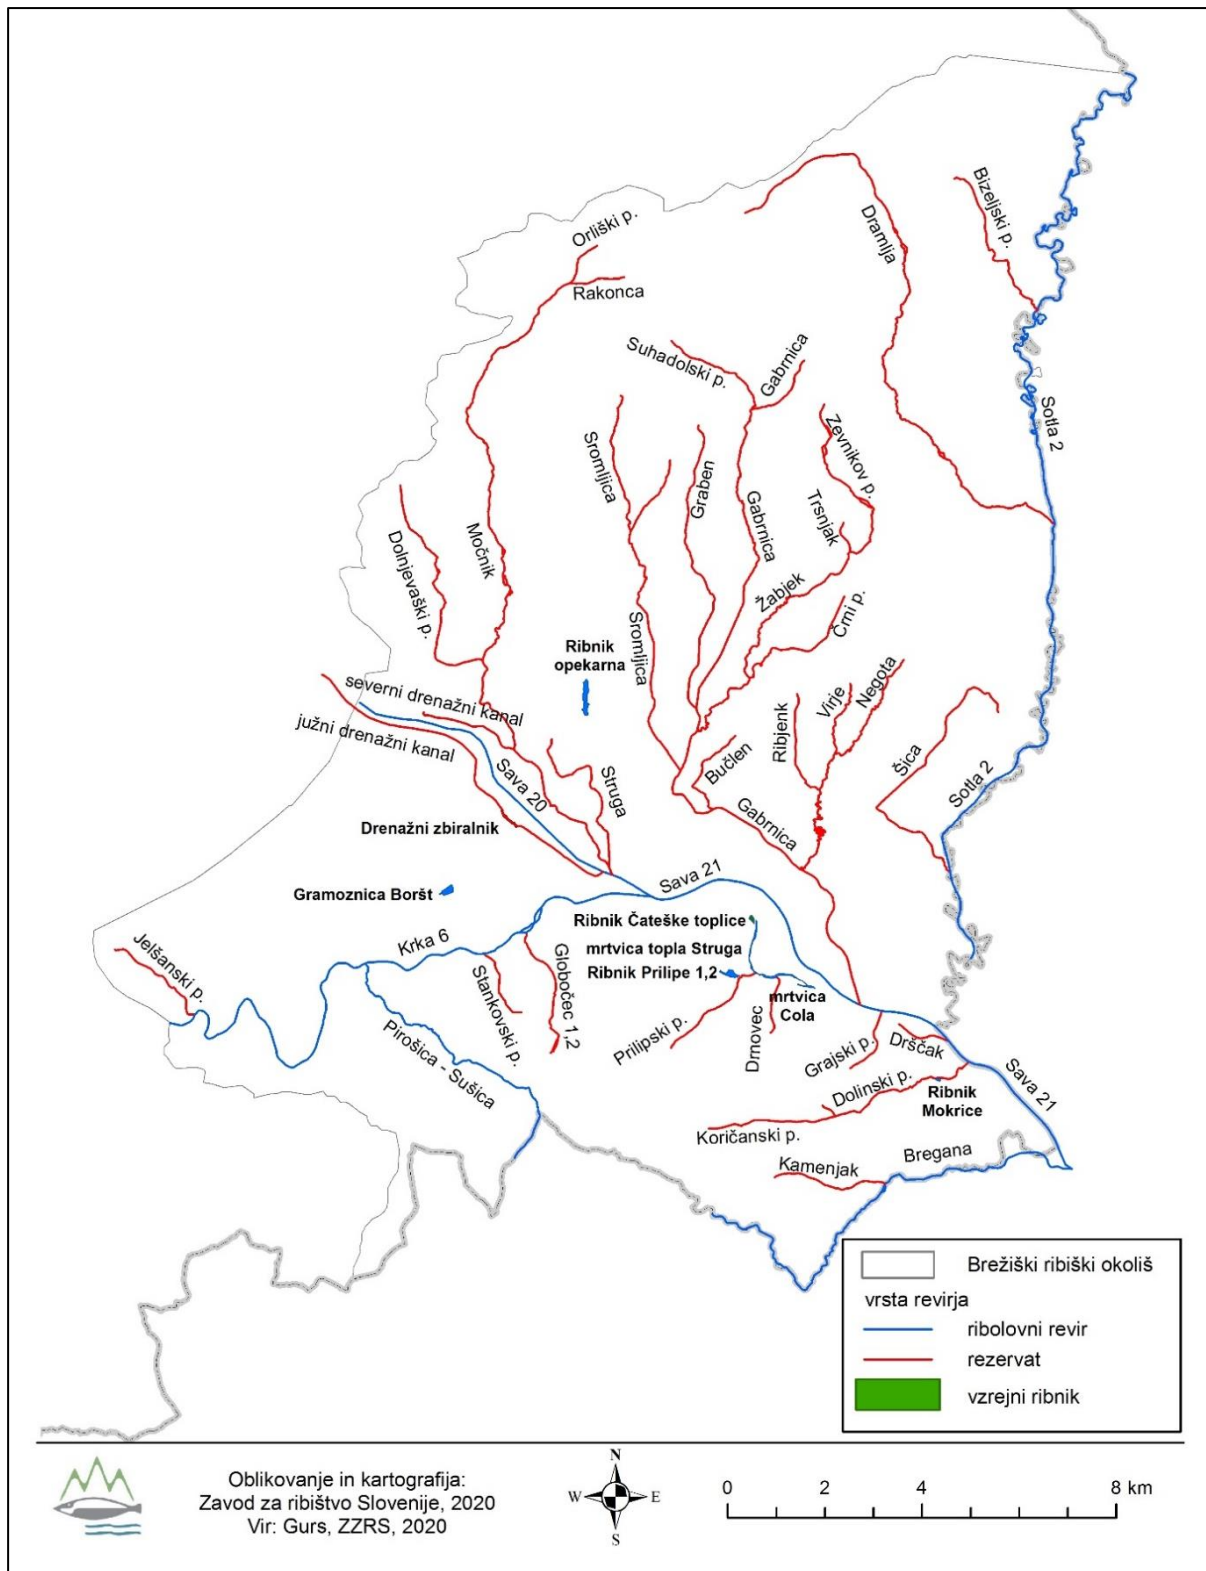 Bizeljski p.
Dramlja
Orliški p.
Rakonca
Suhadolski p.
Gabrnica
Sotla 2
Zevnikov p.
Sromljica
Graben
Gabrnica
Trsnjak
Močnik
Dolnjevaški p.
Žabjek
Črni p.
Sromljica
Ribnik
opekarna
severni drenažni kanal
južni drenažni kanal
Virje
Negota
Ribjenk
Bučlen
Šica
Sotla 2
Struga
Sava 20
Drenažni zbiralnik
Gabrnica
Sava 21
Gramoznica Boršt
Ribnik Čateške toplice
Krka 6
mrtvica topla Struga
Ribnik Prilipe 1,2
Jelšanski p.
Stankovski p.
Globočec 1,2
mrtvica
Cola
Prilipski p.
Drnovec
Grajski p.
Drščak
Pirošica - Sušica
Dolinski p.
Ribnik
Mokrice
Sava 21
Koričanski p.
Bregana
Kamenjak
Brežiški ribiški okoliš
vrsta revirja
ribolovni revir
rezervat
vzrejni ribnik
Oblikovanje in kartografija:
Zavod za ribištvo Slovenije, 2020
Vir: Gurs, ZZRS, 2020
N
W E
S
0 2 4 8 km